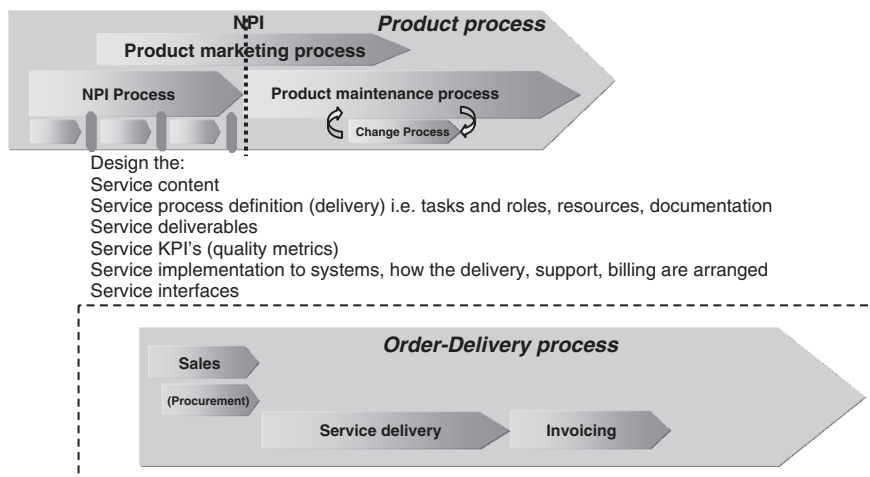 NPI
Product process
Product marketing process
NPI Process
Product maintenance process
Change Process
Design the:
Service content
Service process definition (delivery) i.e. tasks and roles, resources, documentation
Service deliverables
Service KPI's (quality metrics)
Service implementation to systems, how the delivery, support, billing are arranged
Service interfaces
Order-Delivery process
Sales
(Procurement)
Service delivery
Invoicing